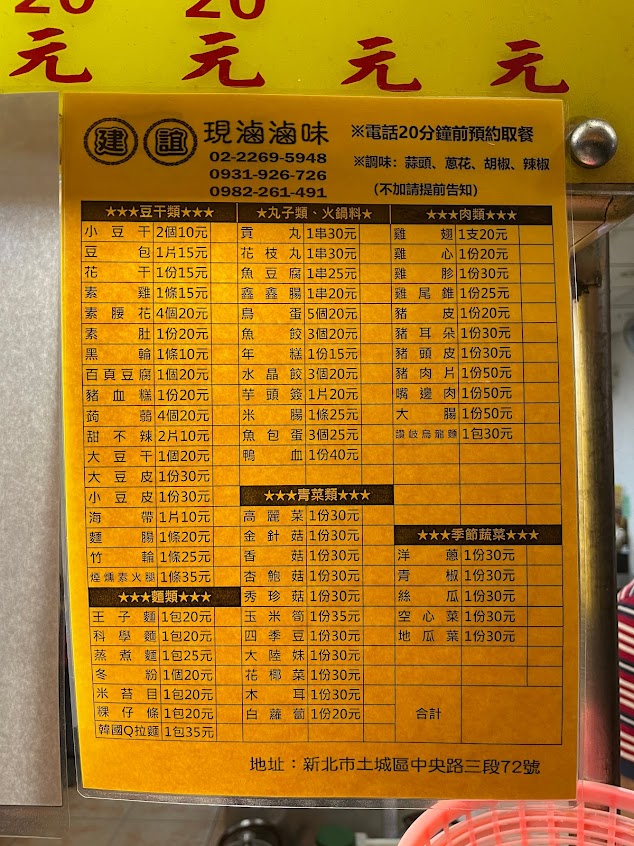 20 20
元 元 元 元
建 誼 現滷滷味
02-2269-5948
0931-926-726
0982-261-491
※電話20分鐘前預約取餐
※調味：蒜頭、蔥花、胡椒、辣椒
(不加請提前告知)
★★★豆干類★★★
小豆干 2個10元
豆包 1片15元
花干 1份15元
素雞 1條15元
素腰花 4個20元
素肚 1份20元
黑輪 1條10元
百頁豆腐 1個20元
豬血糕 1份20元
蒟蒻 4個20元
甜不辣 2片10元
大豆干 1個20元
大豆皮 1份30元
小豆皮 1份30元
海帶 1片10元
麵腸 1條20元
竹輪 1條25元
煙燻素火腿 1條35元
★★★麵類★★★
王子麵 1包20元
科學麵 1包20元
蒸煮麵 1包25元
冬粉 1個20元
米苔目 1包20元
粿仔條 1包20元
韓國Q拉麵 1包35元
★丸子類、火鍋料★
貢丸 1串30元
花枝丸 1串30元
魚豆腐 1串25元
鑫鑫腸 1串20元
鳥蛋 5個20元
魚餃 3個20元
年糕 1份15元
水晶餃 3個20元
芋頭簽 1片20元
米腸 1條25元
魚包蛋 3個25元
鴨血 1份40元
★★★青菜類★★★
高麗菜 1份30元
金針菇 1份30元
香菇 1份30元
杏鮑菇 1份30元
秀珍菇 1份30元
玉米筍 1份35元
四季豆 1份30元
大陸妹 1份30元
花椰菜 1份30元
木耳 1份30元
白蘿蔔 1份20元
★★★肉類★★★
雞翅 1支20元
雞心 1份20元
雞胗 1份30元
雞尾錐 1份25元
豬皮 1份20元
豬耳朵 1份30元
豬頭皮 1份30元
豬肉片 1份50元
嘴邊肉 1份50元
大腸 1份50元
讚岐烏龍麵 1包30元
★★★季節蔬菜★★★
洋蔥 1份30元
青椒 1份30元
絲瓜 1份30元
空心菜 1份30元
地瓜葉 1份30元
合計
地址：新北市土城區中央路三段72號